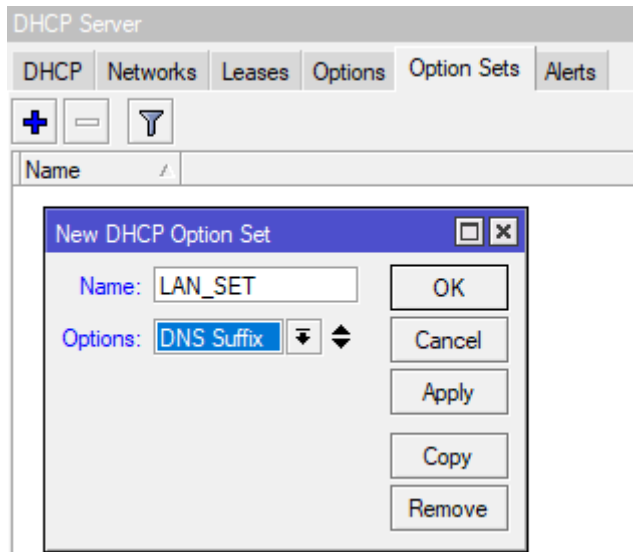 DHCP Server
DHCP Networks Leases Options Option Sets Alerts
Name
New DHCP Option Set
Name: LAN_SET OK
Options: DNS Suffix Cancel
Apply
Copy
Remove